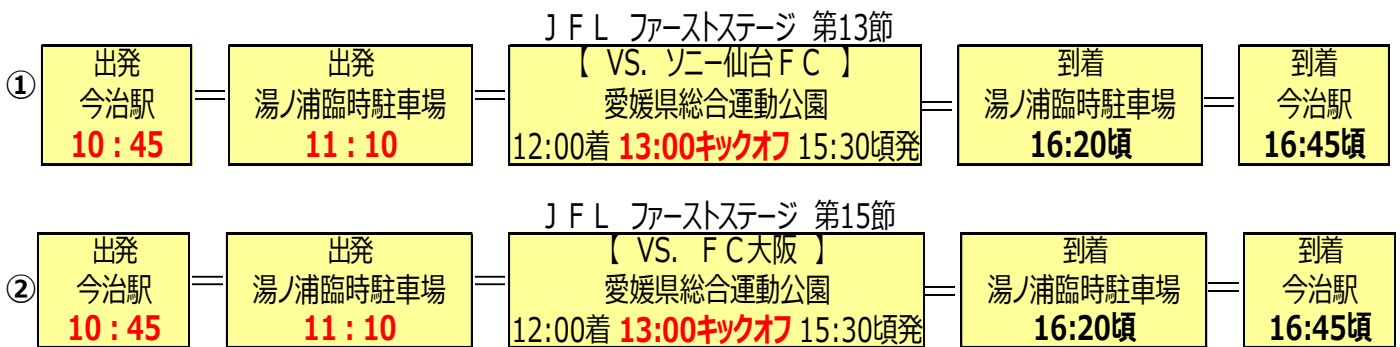 ＪＦＬ ファーストステージ 第13節
①
出発
今治駅
10：45
出発
湯ノ浦臨時駐車場
11：10
【 VS. ソニー仙台ＦＣ 】
愛媛県総合運動公園
12:00着 13:00キックオフ 15:30頃発
到着
湯ノ浦臨時駐車場
16:20頃
到着
今治駅
16:45頃
ＪＦＬ ファーストステージ 第15節
②
出発
今治駅
10：45
出発
湯ノ浦臨時駐車場
11：10
【 VS. ＦＣ大阪 】
愛媛県総合運動公園
12:00着 13:00キックオフ 15:30頃発
到着
湯ノ浦臨時駐車場
16:20頃
到着
今治駅
16:45頃